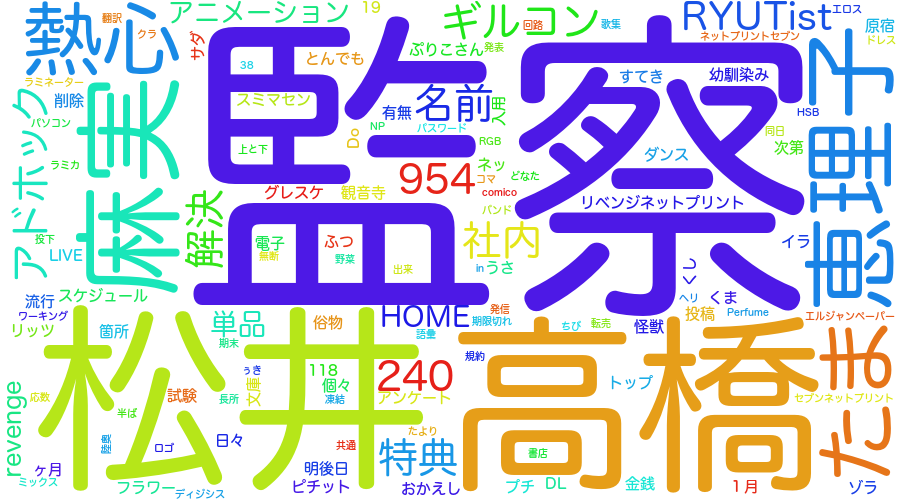 翻訳
アニメーション
19
ギルコン
回路
歌集
RYUTist
エロス
原宿
ドレス
クラ
熱心
サダ
とんでも
ぷりこさん
発表
ネットプリントセブン
ラミネーター
38
監
察
すてき
幼馴染み
恵理子
削除
スミマセン
有無
名前
入用
HSB
パソコン
アドホック
麻実
Do
NP
パスワード
RGB
同日
上と下
次第
ラミカ
954
ネッ
コマ
どなた
ダンス
グレスケ
観音寺
comico
リベンジネットプリント
解決
バンド
投下
LIVE
電子
無断
ふつ
野菜
出来
社内
in
うさ
イラ
くし
流行
ワーキング
スケジュール
HOME
発信
期限切れ
ヘリ
くま
投稿
Perfume
エルジャンペーパー
リッツ
箇所
単品
期末
俗物
語彙
ちび
転売
怪獣
松井
高橋
たま
規約
118
240
個々
トップ
revenge
応数
半ば
試験
長所
ぅき
文庫
凍結
アンケート
セブンネットプリント
陸奥
ロゴ
日々
共通
たより
特典
書店
ヶ月
ミックス
フラワー
ディジシス
明後日
ピチット
おかえし
プチ
DL
金銭
1月
ゾラ